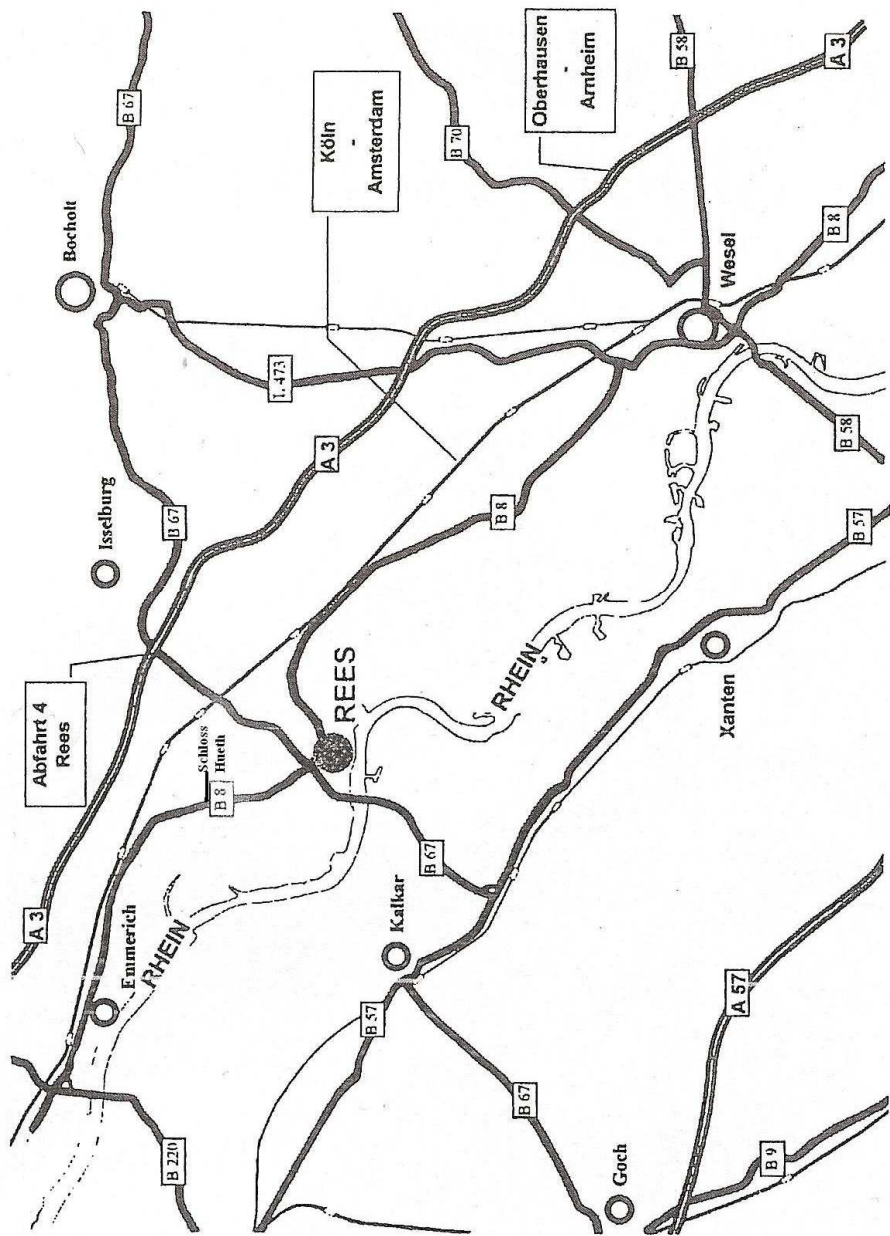 A 3
Abfahrt 4
Rees
Isselburg
Bocholt
B 67
B 67
Emmerich
B 220
RHEIN
B 8
Schloss
Hueth
REES
A 3
L 473
Köln
-
Amsterdam
B 70
Oberhausen
-
Arnheim
B 58
A 3
B 57
Kalkar
B 67
RHEIN
B 8
Wesel
B 8
B 58
B 67
Goch
B 9
A 57
Xanten
B 57